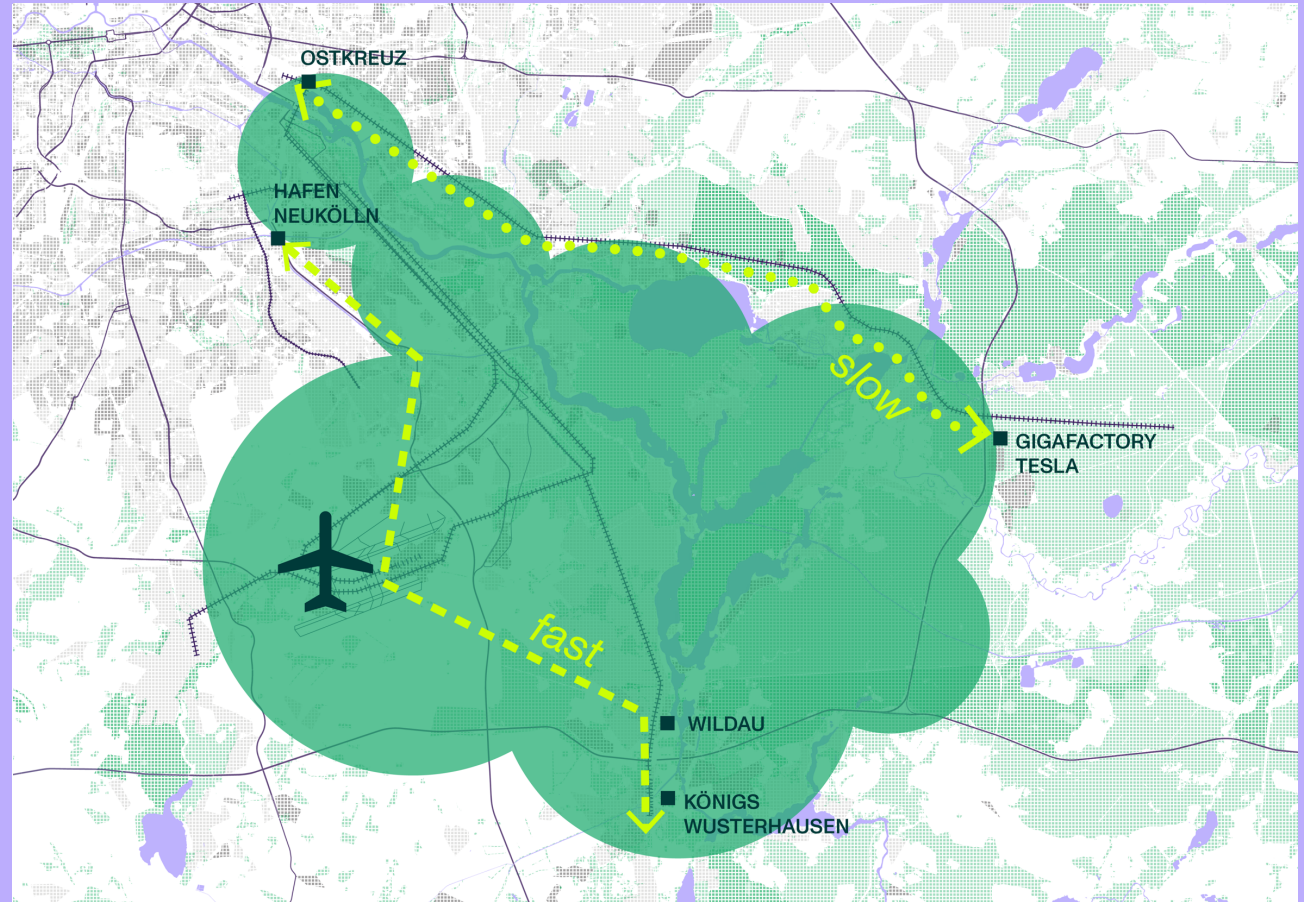 OSTKREUZ
HAFEN
NEUKÖLLN
slow
GIGAFACTORY
TESLA
fast
WILDAU
KÖNIGS
WUSTERHAUSEN